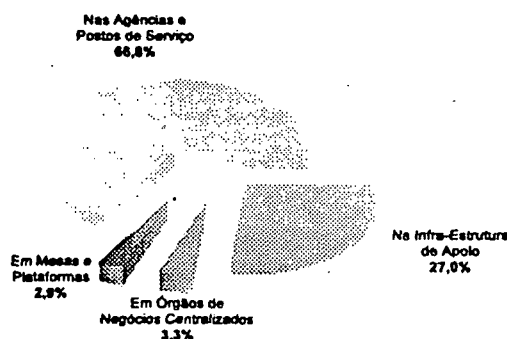 Nas Agências e
Postos de Serviço
66,8%
Na Infra-Estrutura
de Apoio
27,0%
Em Mesas e
Plataformas
2,9%
Em Órgãos de
Negócios Centralizados
3,3%